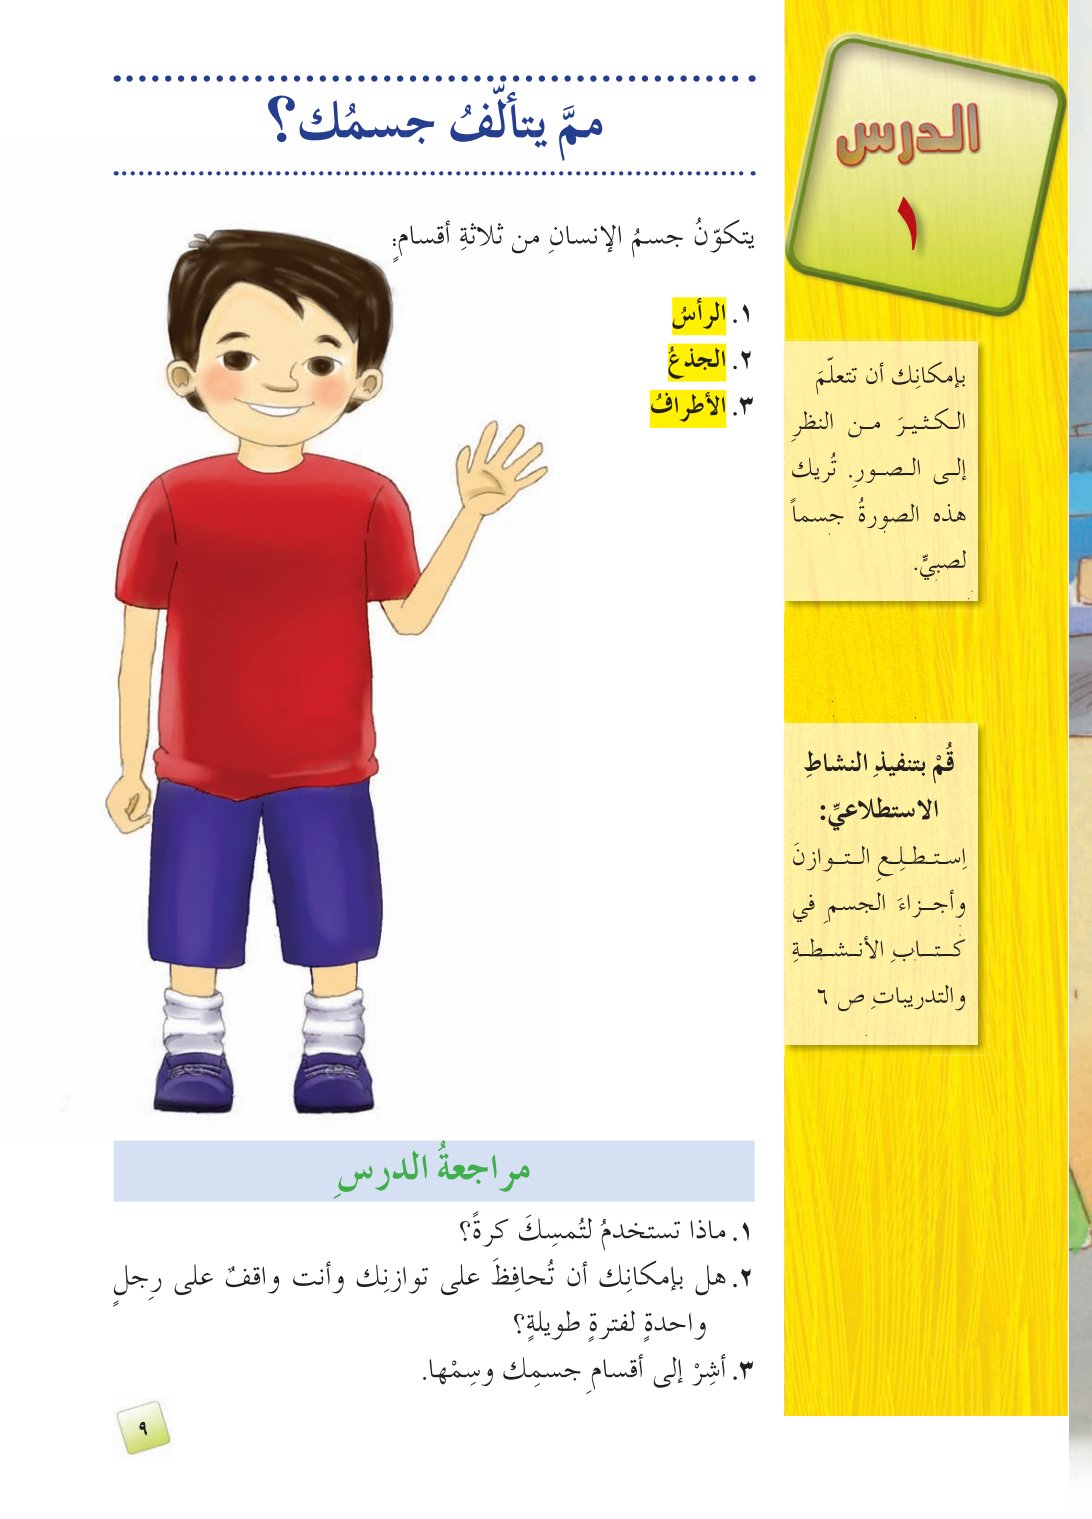 الدرس
١
ممَّ يتألّفُ جسمُك؟
يتكوّنُ جسمُ الإنسانِ من ثلاثةِ أقسامٍ:
١. الرأسُ
٢. الجذعُ
٣. الأطرافُ
بإمكانِك أن تتعلّمَ
الكثيرَ من النظرِ
إلى الصورِ. تُريك
هذه الصورةُ جسماً
لصبيٍّ.
قُمْ بتنفيذِ النشاطِ
الاستطلاعيِّ:
اِستطلِعِ التوازنَ
وأجزاءَ الجسمِ في
كتابِ الأنشطةِ
والتدريباتِ ص ٦
مراجعةُ الدرسِ
١. ماذا تستخدمُ لتُمسِكَ كرةً؟
٢. هل بإمكانِك أن تُحافِظَ على توازنِك وأنت واقفٌ على رِجلٍ
واحدةٍ لفترةٍ طويلةٍ؟
٣. أشِرْ إلى أقسامِ جسمِك وسِمْها.
٩